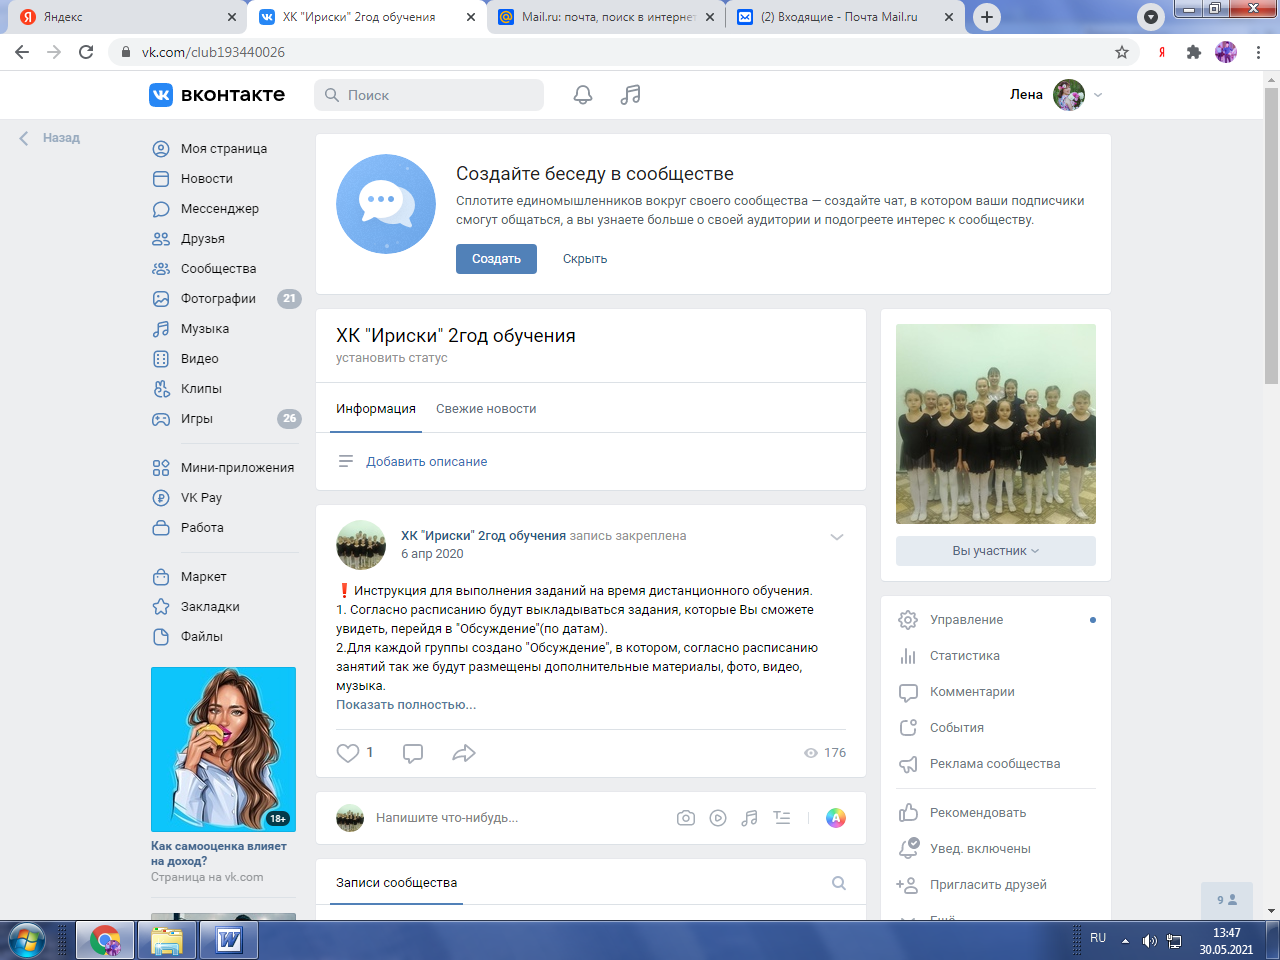 Яндекс
ХК "Ириски" 2год обучения
Mail.ru: почта, поиск в интернет
(2) Входящие - Почта Mail.ru
vk.com/club193440026
Я
вконтакте
Поиск
Лена
Назад
Моя страница
Новости
Мессенджер
Друзья
Сообщества
Фотографии 21
Музыка
Видео
Клипы
Игры 26
Мини-приложения
VK Pay
Работа
Маркет
Закладки
Файлы
18+
Как самооценка влияет
на доход?
Страница на vk.com
Создайте беседу в сообществе
Сплотите единомышленников вокруг своего сообщества — создайте чат, в котором ваши подписчики
смогут общаться, а вы узнаете больше о своей аудитории и подогреете интерес к сообществу.
Создать Скрыть
ХК "Ириски" 2год обучения
установить статус
Информация Свежие новости
Добавить описание
ХК "Ириски" 2год обучения запись закреплена
6 апр 2020
❗ Инструкция для выполнения заданий на время дистанционного обучения.
1. Согласно расписанию будут выкладываться задания, которые Вы сможете
увидеть, перейдя в "Обсуждение"(по датам).
2.Для каждой группы создано "Обсуждение", в котором, согласно расписанию
занятий так же будут размещены дополнительные материалы, фото, видео,
музыка.
Показать полностью...
1 176
Напишите что-нибудь...
A
Записи сообщества
Вы участник
Управление
Статистика
Комментарии
События
Реклама сообщества
Рекомендовать
Увед. включены
Пригласить друзей
Ещё
9
RU
13:47
30.05.2021